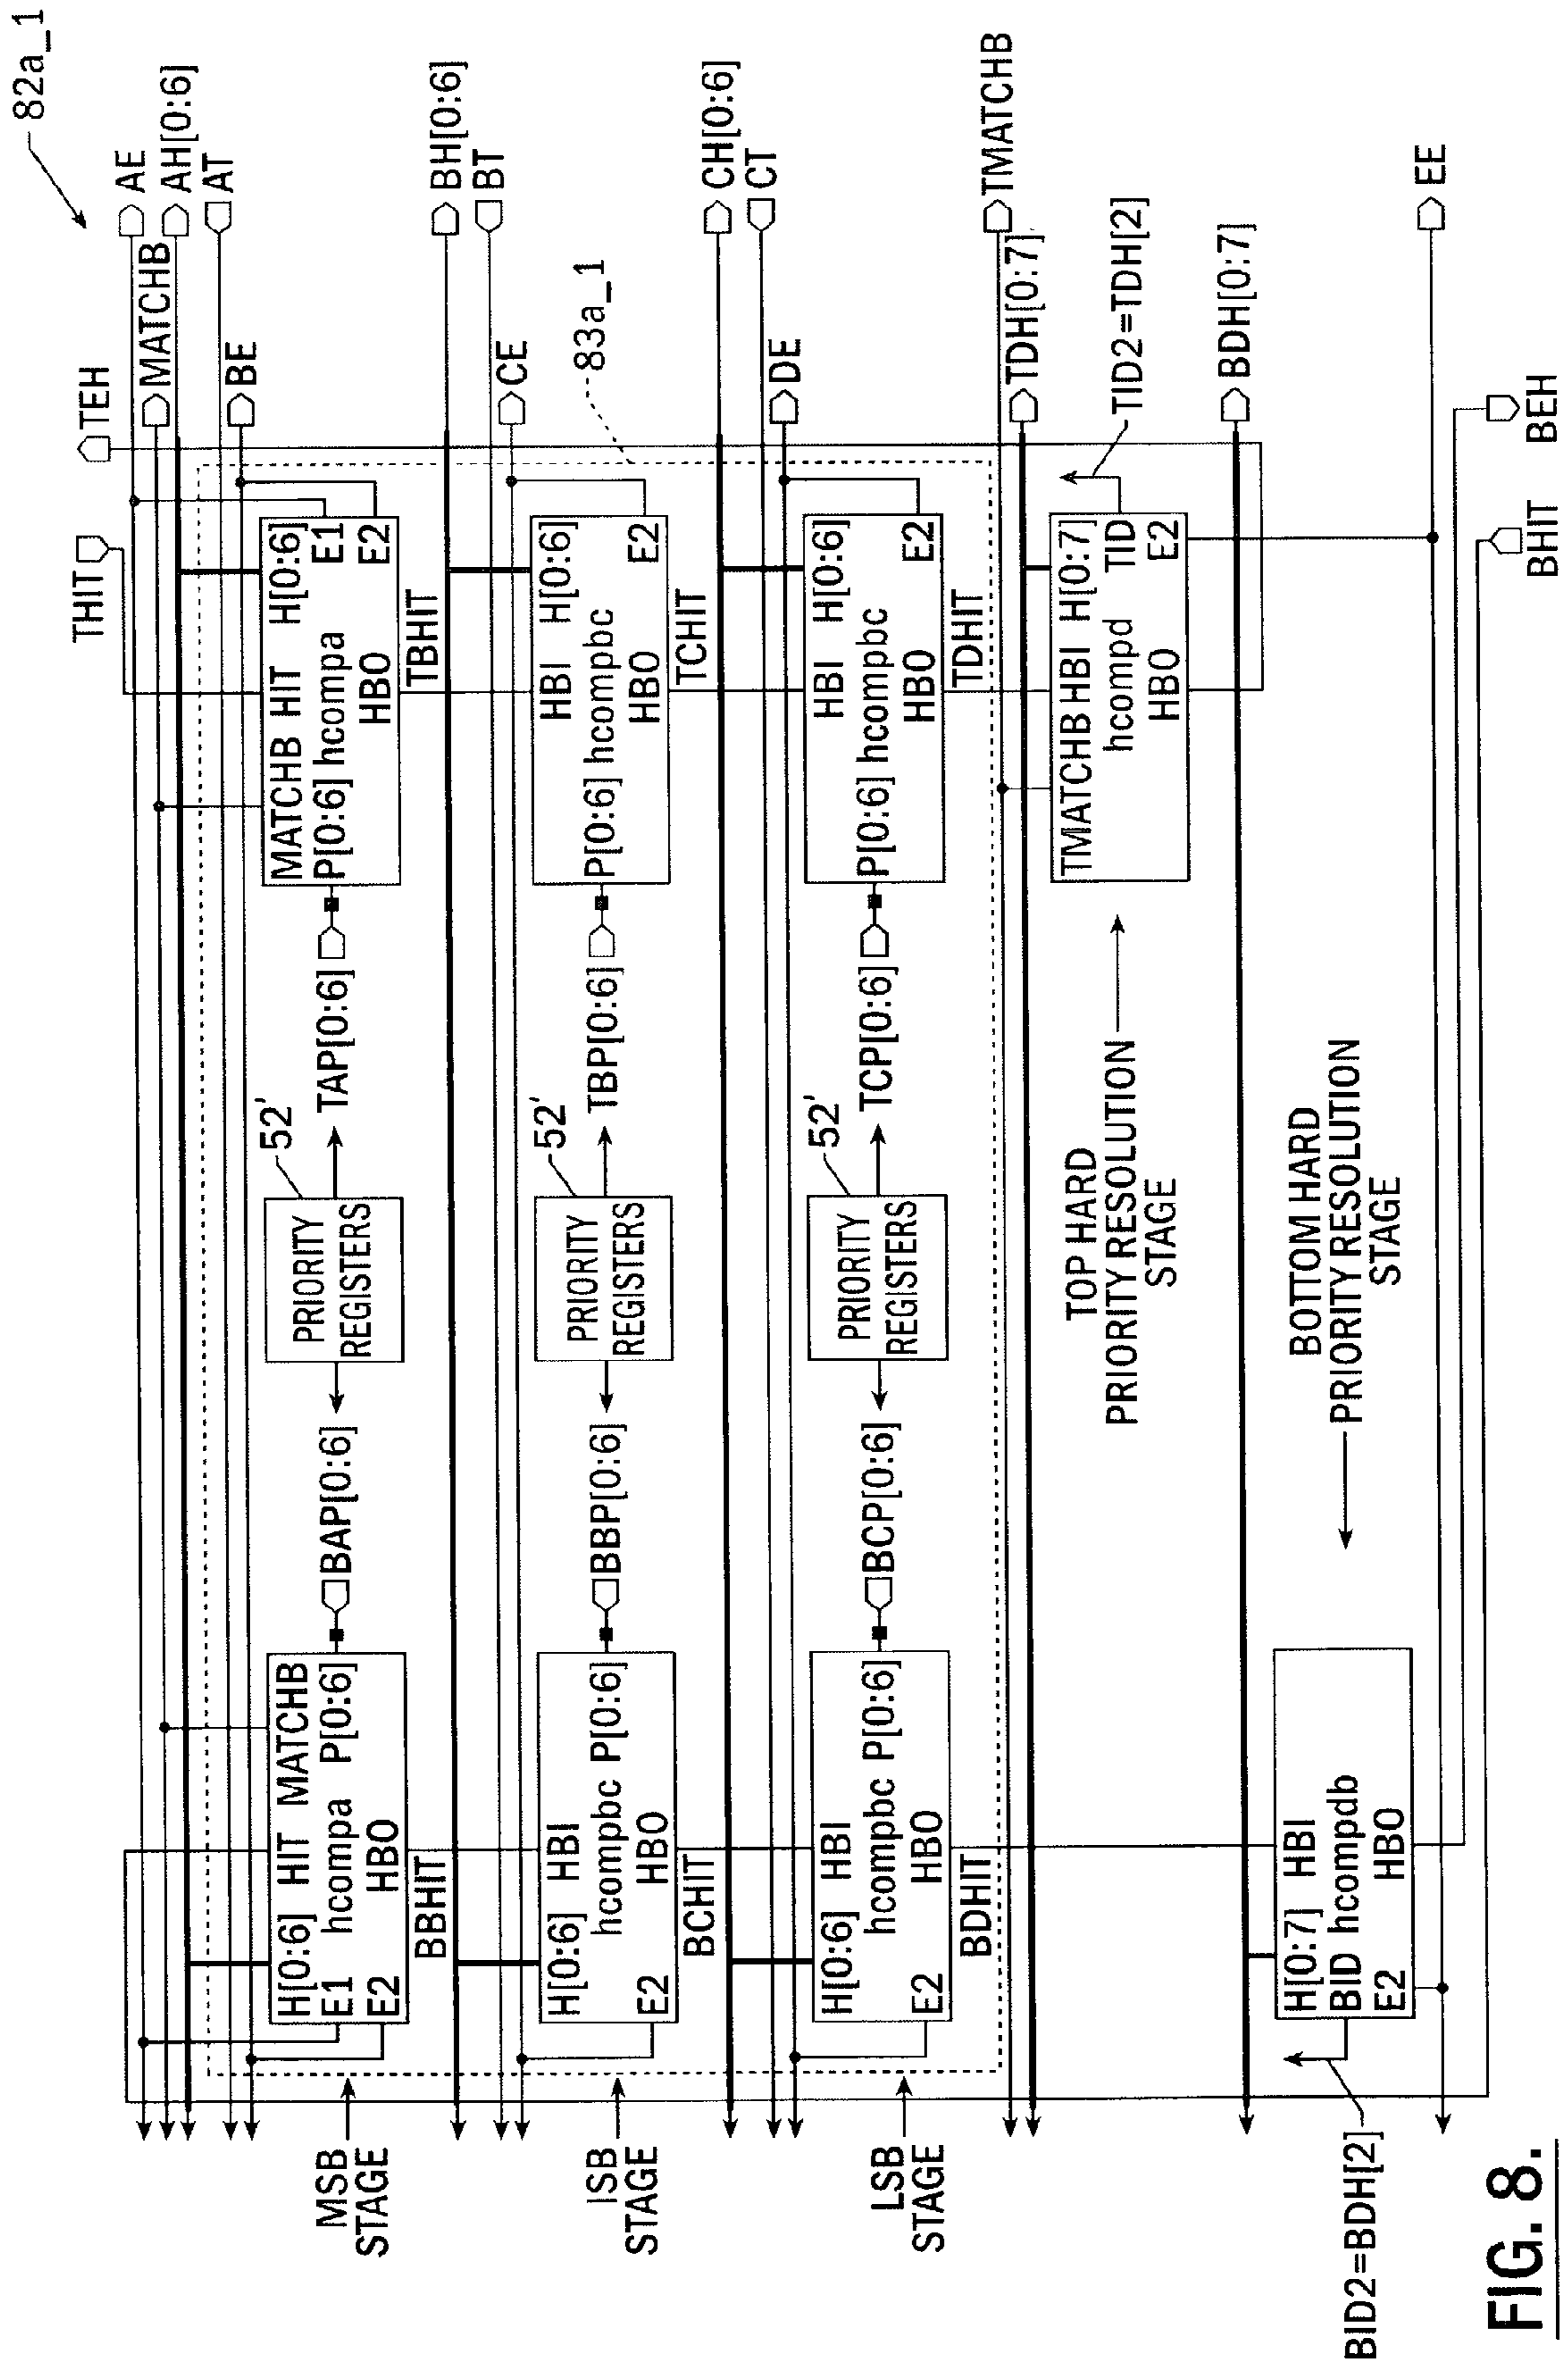 82a_1
TEH
AE
MATCHB
AH[0:6]
AT
THIT
BE
BH[0:6]
BT
CE
83a_1
CH[0:6]
CT
DE
TMATCHB
TDH[0:7]
TID2=TDH[2]
BDH[0:7]
EE
BEH
BHIT
MATCHB HIT H[0:6]
P[0:6] hcompa E1
HBO E2
TBHIT
HBI H[0:6]
P[0:6] hcompbc
HBO E2
TCHIT
HBI H[0:6]
P[0:6] hcompbc
HBO E2
TDHIT
TMATCHB HBI H[0:7]
hcompd TID
HBO E2
TAP[0:6]
TBP[0:6]
TCP[0:6]
52'
PRIORITY
REGISTERS
52'
PRIORITY
REGISTERS
52'
PRIORITY
REGISTERS
TOP HARD
PRIORITY RESOLUTION
STAGE
BOTTOM HARD
PRIORITY RESOLUTION
STAGE
BAP[0:6]
BBP[0:6]
BCP[0:6]
H[0:6] HIT MATCHB
E1 hcompa P[0:6]
E2 HBO
BBHIT
H[0:6] HBI
hcompbc P[0:6]
E2 HBO
BCHIT
H[0:6] HBI
hcompbc P[0:6]
E2 HBO
BDHIT
H[0:7] HBI
BID hcompdb
E2 HBO
MSB
STAGE
ISB
STAGE
LSB
STAGE
BID2=BDH[2]
FIG. 8.